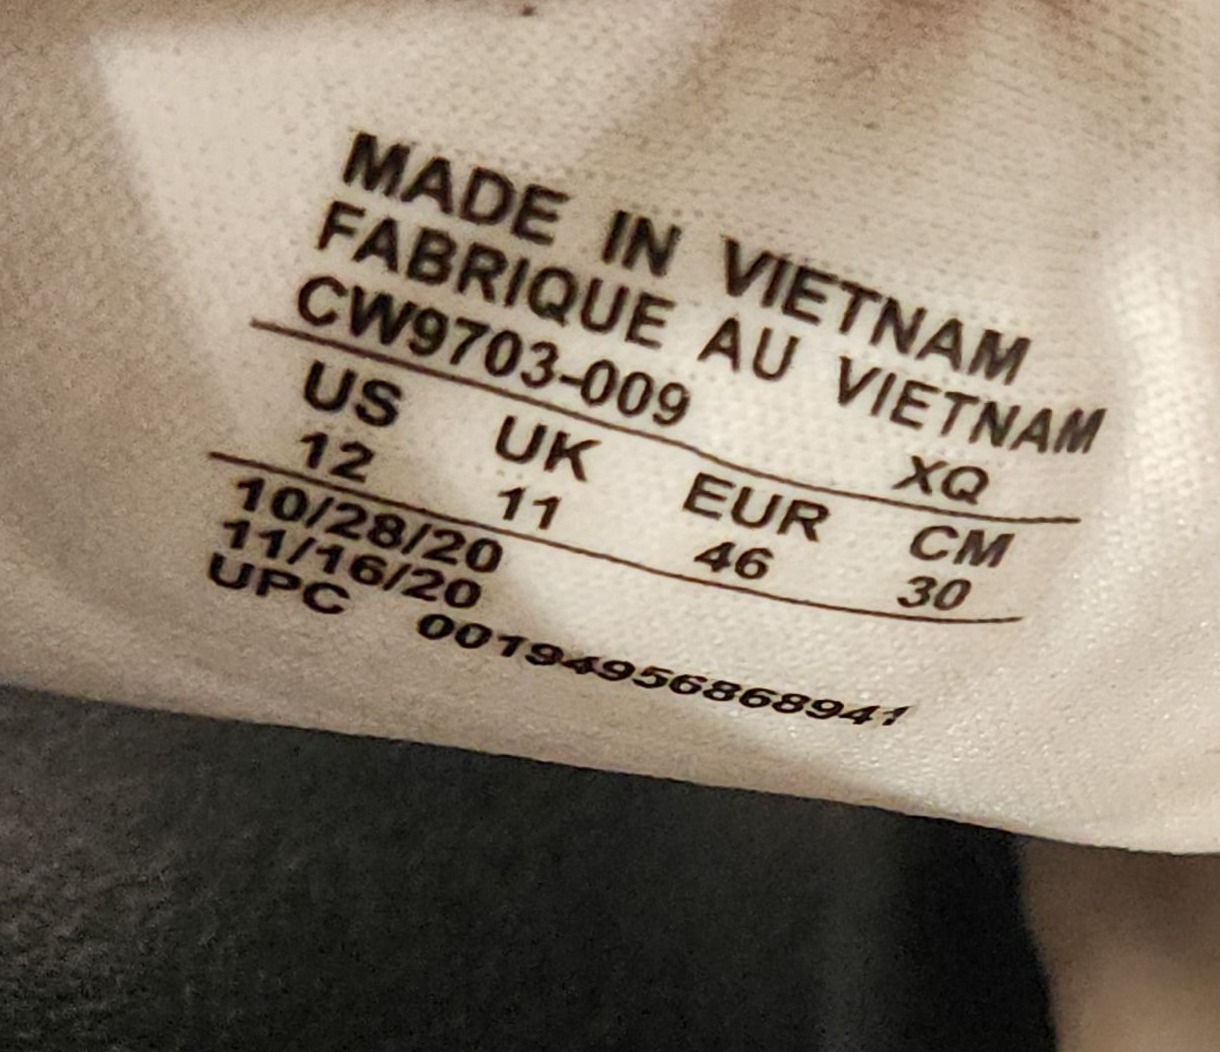 MADE IN VIETNAM
FABRIQUE AU VIETNAM
CW9703-009 XQ
US UK EUR CM
12 11 46 30
10/28/20
11/16/20
UPC 00194956868941